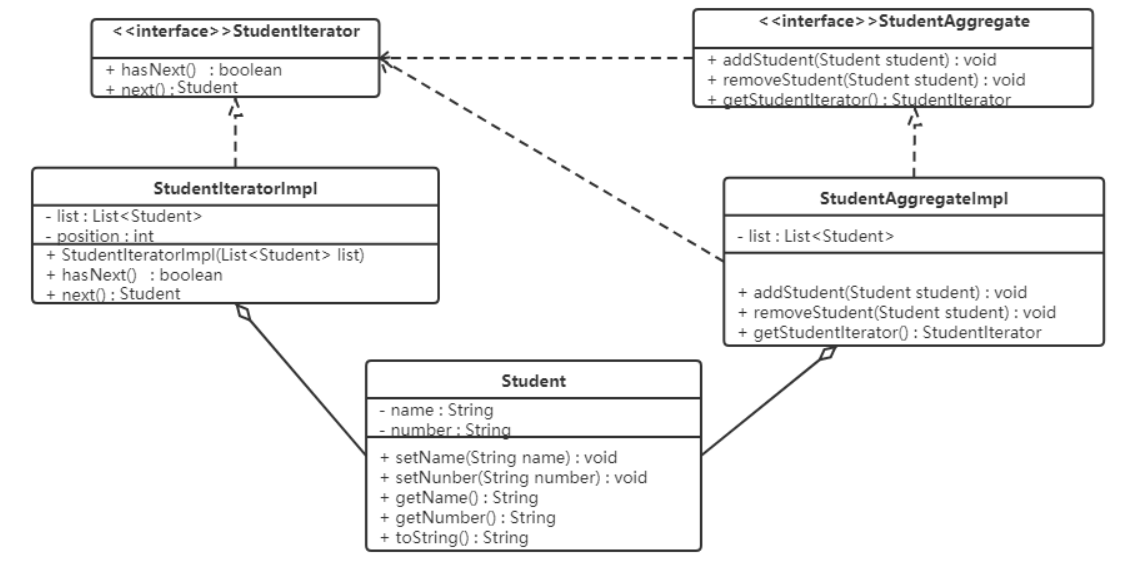 <<interface>>StudentIterator
+ hasNext() : boolean
+ next() : Student
<<interface>>StudentAggregate
+ addStudent(Student student) : void
+ removeStudent(Student student) : void
+ getStudentIterator() : StudentIterator
StudentIteratorImpl
- list : List<Student>
- position : int
+ StudentIteratorImpl(List<Student> list)
+ hasNext() : boolean
+ next() : Student
StudentAggregateImpl
- list : List<Student>
+ addStudent(Student student) : void
+ removeStudent(Student student) : void
+ getStudentIterator() : StudentIterator
Student
- name : String
- number : String
+ setName(String name) : void
+ setNunber(String number) : void
+ getName() : String
+ getNumber() : String
+ toString() : String